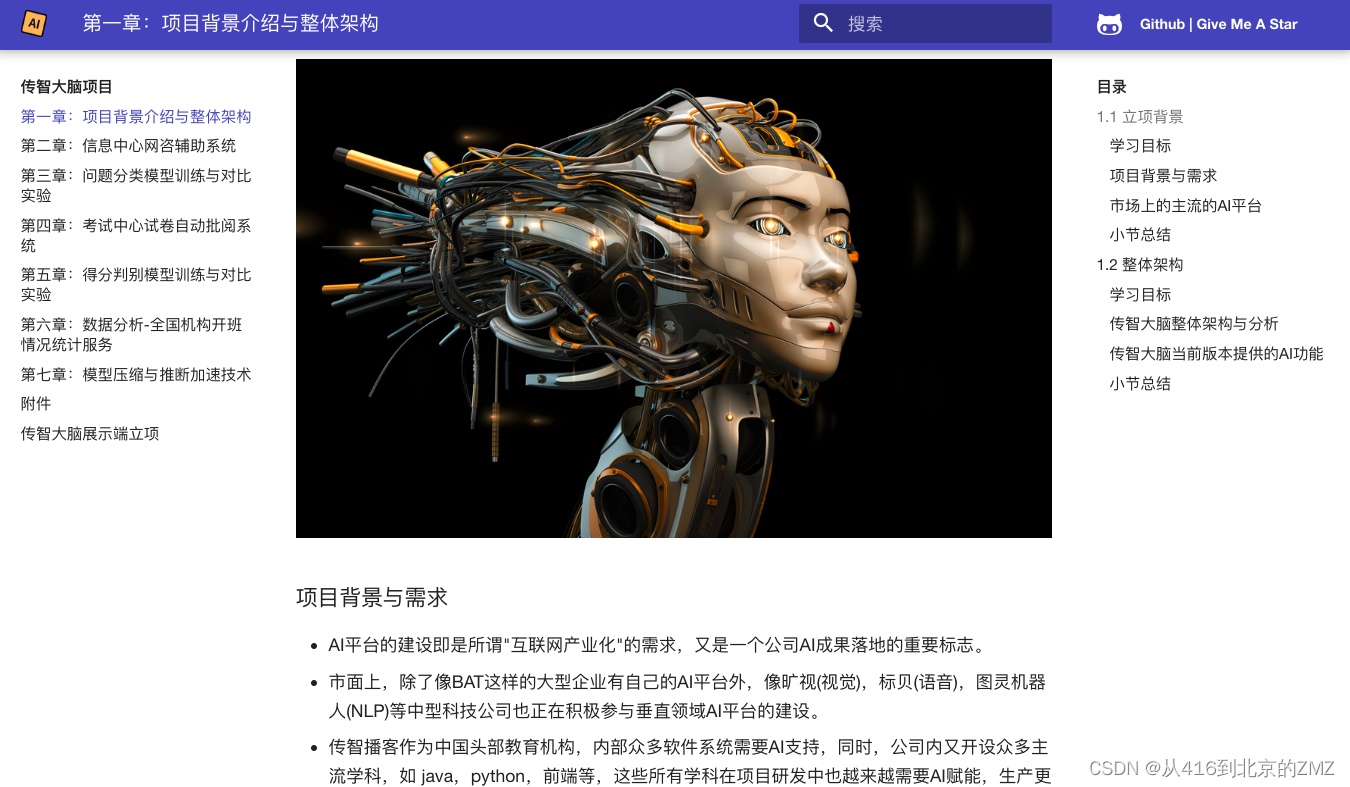 AI
第一章：项目背景介绍与整体架构
搜索
Github | Give Me A Star
传智大脑项目
第一章：项目背景介绍与整体架构
第二章：信息中心网咨辅助系统
第三章：问题分类模型训练与对比
实验
第四章：考试中心试卷自动批阅系
统
第五章：得分判别模型训练与对比
实验
第六章：数据分析-全国机构开班
情况统计服务
第七章：模型压缩与推断加速技术
附件
传智大脑展示端立项
项目背景与需求
AI平台的建设即是所谓"互联网产业化"的需求，又是一个公司AI成果落地的重要标志。
市面上，除了像BAT这样的大型企业有自己的AI平台外，像旷视(视觉)，标贝(语音)，图灵机器
人(NLP)等中型科技公司也正在积极参与垂直领域AI平台的建设。
传智播客作为中国头部教育机构，内部众多软件系统需要AI支持，同时，公司内又开设众多主
流学科，如 java，python，前端等，这些所有学科在项目研发中也越来越需要AI赋能，生产更
目录
1.1 立项背景
学习目标
项目背景与需求
市场上的主流的AI平台
小节总结
1.2 整体架构
学习目标
传智大脑整体架构与分析
传智大脑当前版本提供的AI功能
小节总结
CSDN @从416到北京的ZMZ